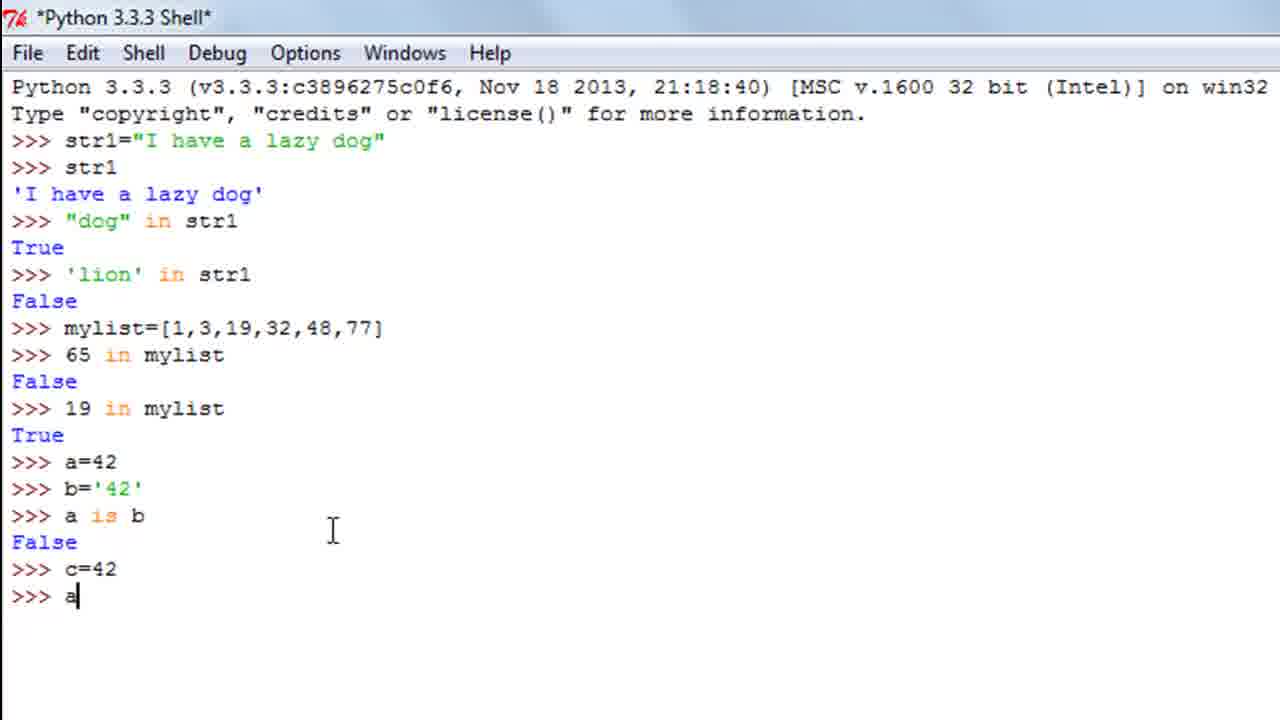 *Python 3.3.3 Shell*
File Edit Shell Debug Options Windows Help
Python 3.3.3 (v3.3.3:c3896275c0f6, Nov 18 2013, 21:18:40) [MSC v.1600 32 bit (Intel)] on win32
Type "copyright", "credits" or "license()" for more information.
>>> str1="I have a lazy dog"
>>> str1
'I have a lazy dog'
>>> "dog" in str1
True
>>> 'lion' in str1
False
>>> mylist=[1,3,19,32,48,77]
>>> 65 in mylist
False
>>> 19 in mylist
True
>>> a=42
>>> b='42'
>>> a is b
False
>>> c=42
>>> a